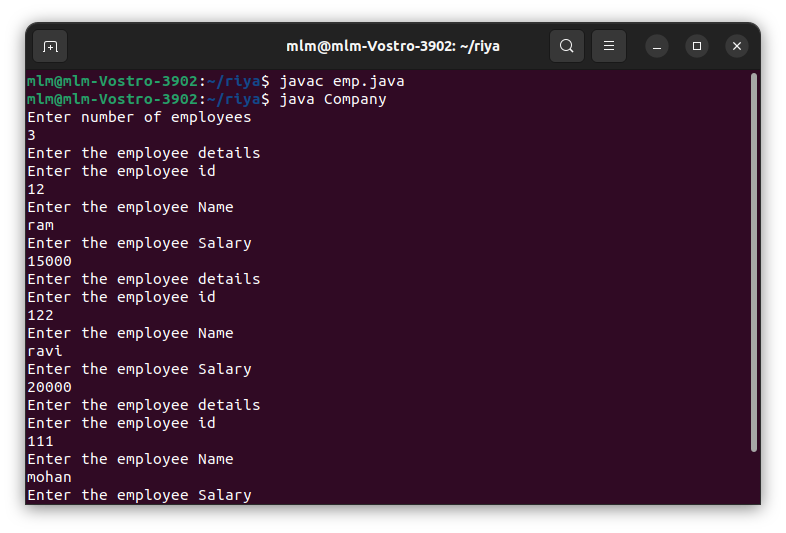 mlm@mlm-Vostro-3902: ~/riya
mlm@mlm-Vostro-3902:~/riya$ javac emp.java
mlm@mlm-Vostro-3902:~/riya$ java Company
Enter number of employees
3
Enter the employee details
Enter the employee id
12
Enter the employee Name
ram
Enter the employee Salary
15000
Enter the employee details
Enter the employee id
122
Enter the employee Name
ravi
Enter the employee Salary
20000
Enter the employee details
Enter the employee id
111
Enter the employee Name
mohan
Enter the employee Salary